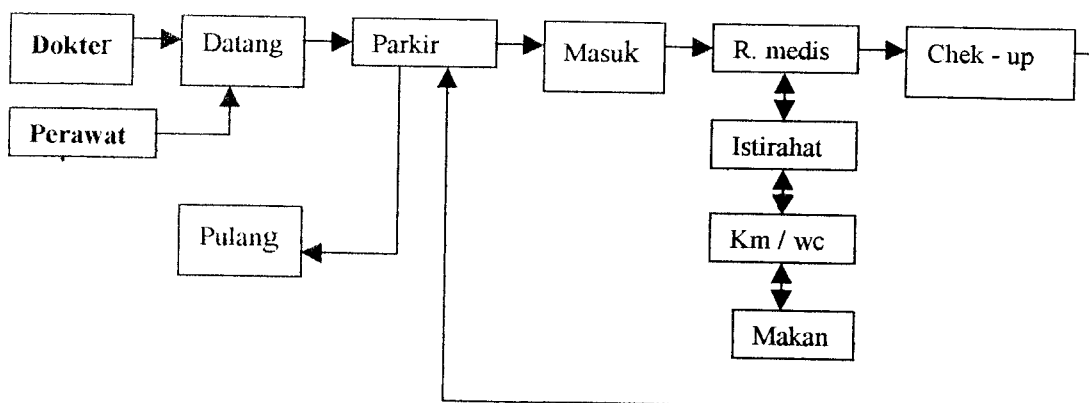 Dokter
Datang
Parkir
Masuk
R. medis
Chek - up
Perawat
Istirahat
Pulang
Km / wc
Makan